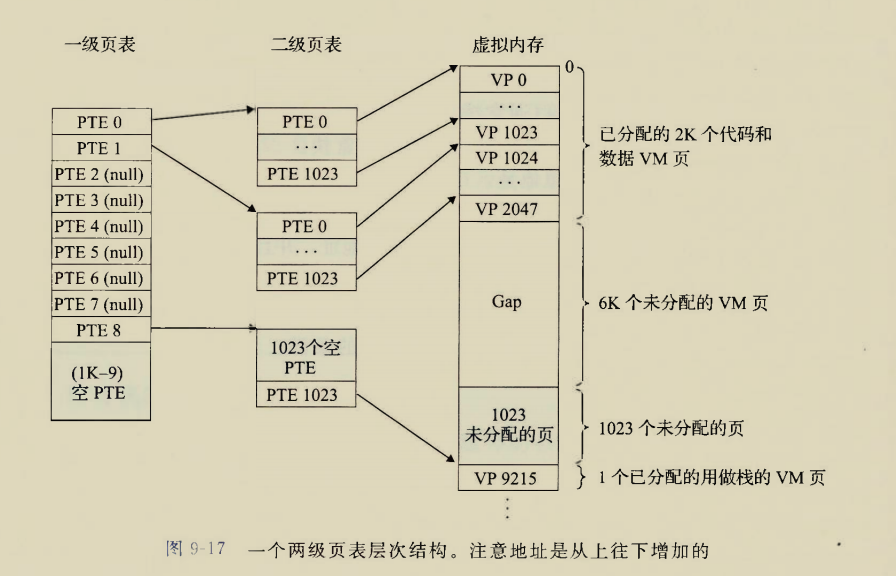 一级页表
二级页表
虚拟内存
PTE 0
PTE 1
PTE 2 (null)
PTE 3 (null)
PTE 4 (null)
PTE 5 (null)
PTE 6 (null)
PTE 7 (null)
PTE 8
(1K–9)
空 PTE
PTE 0
···
PTE 1023
PTE 0
···
PTE 1023
1023个空
PTE
PTE 1023
0
VP 0
···
VP 1023
VP 1024
···
VP 2047
Gap
1023
未分配的页
VP 9215
已分配的 2K 个代码和
数据 VM 页
6K 个未分配的 VM 页
1023 个未分配的页
1 个已分配的用做栈的 VM 页
图 9-17 一个两级页表层次结构。注意地址是从上往下增加的